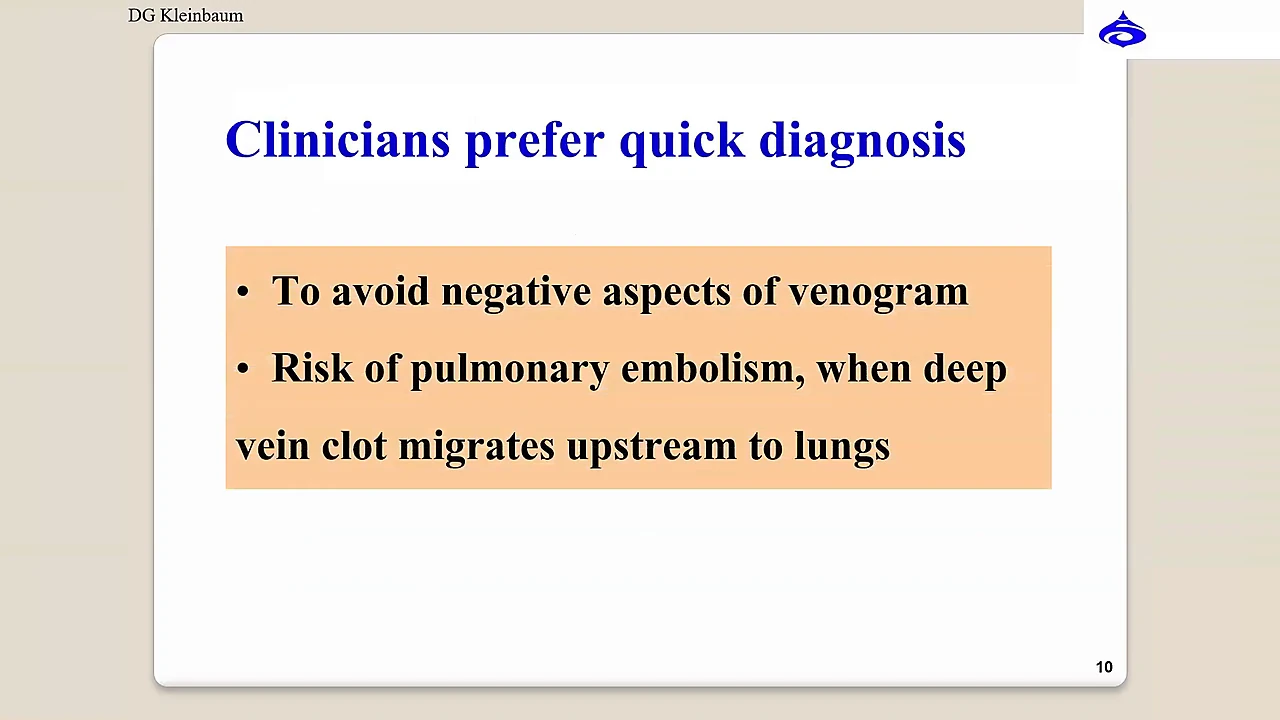 DG Kleinbaum
Clinicians prefer quick diagnosis
• To avoid negative aspects of venogram
• Risk of pulmonary embolism, when deep
vein clot migrates upstream to lungs
10